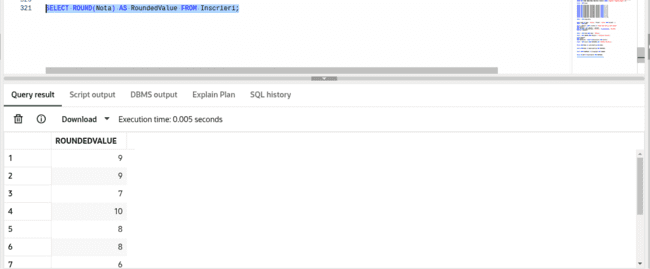 321 SELECT ROUND(Nota) AS RoundedValue FROM Inscrieri;
Query result Script output DBMS output Explain Plan SQL history
Download Execution time: 0.005 seconds
ROUNDEDVALUE
1 9
2 9
3 7
4 10
5 8
6 8
7 6